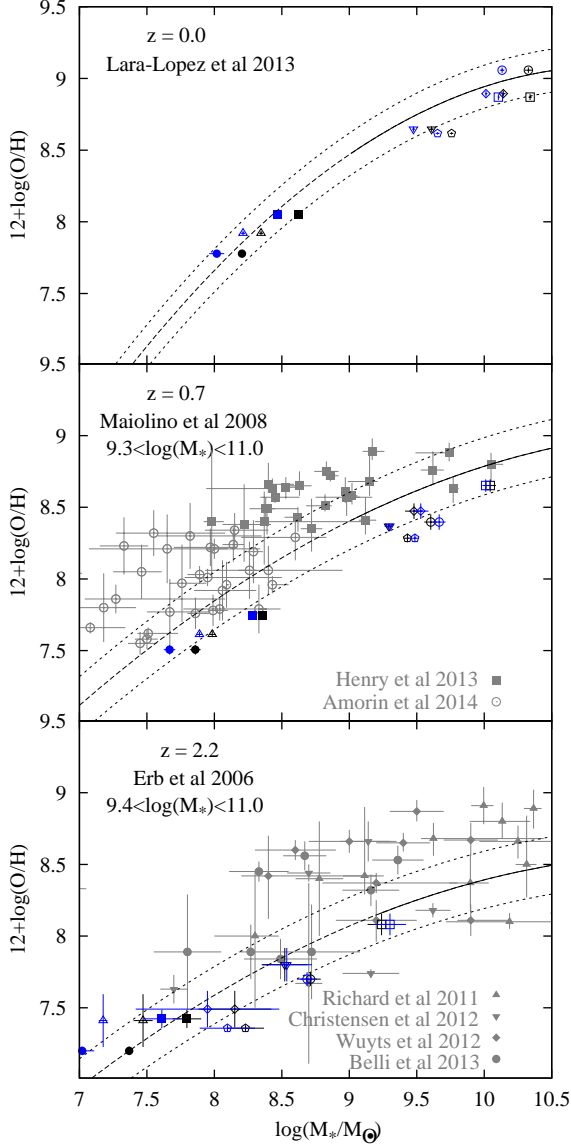 z = 0.0
Lara-Lopez et al 2013
9.5
9
8.5
8
7.5
12+log(O/H)
z = 0.7
Maiolino et al 2008
9.3<log(M*)<11.0
9.5
9
8.5
8
7.5
12+log(O/H)
Henry et al 2013
Amorin et al 2014
z = 2.2
Erb et al 2006
9.4<log(M*)<11.0
9.5
9
8.5
8
7.5
12+log(O/H)
Richard et al 2011
Christensen et al 2012
Wuyts et al 2012
Belli et al 2013
7 7.5 8 8.5 9 9.5 10 10.5
log(M*/M⊙)